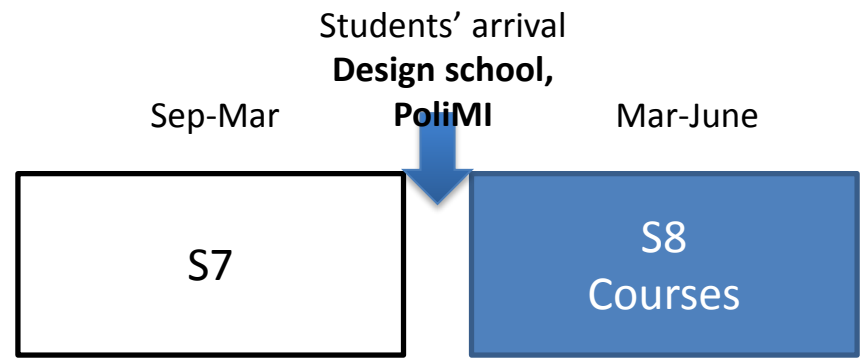 Students’ arrival
Design school,
PoliMI
Sep-Mar
Mar-June
S7
S8
Courses